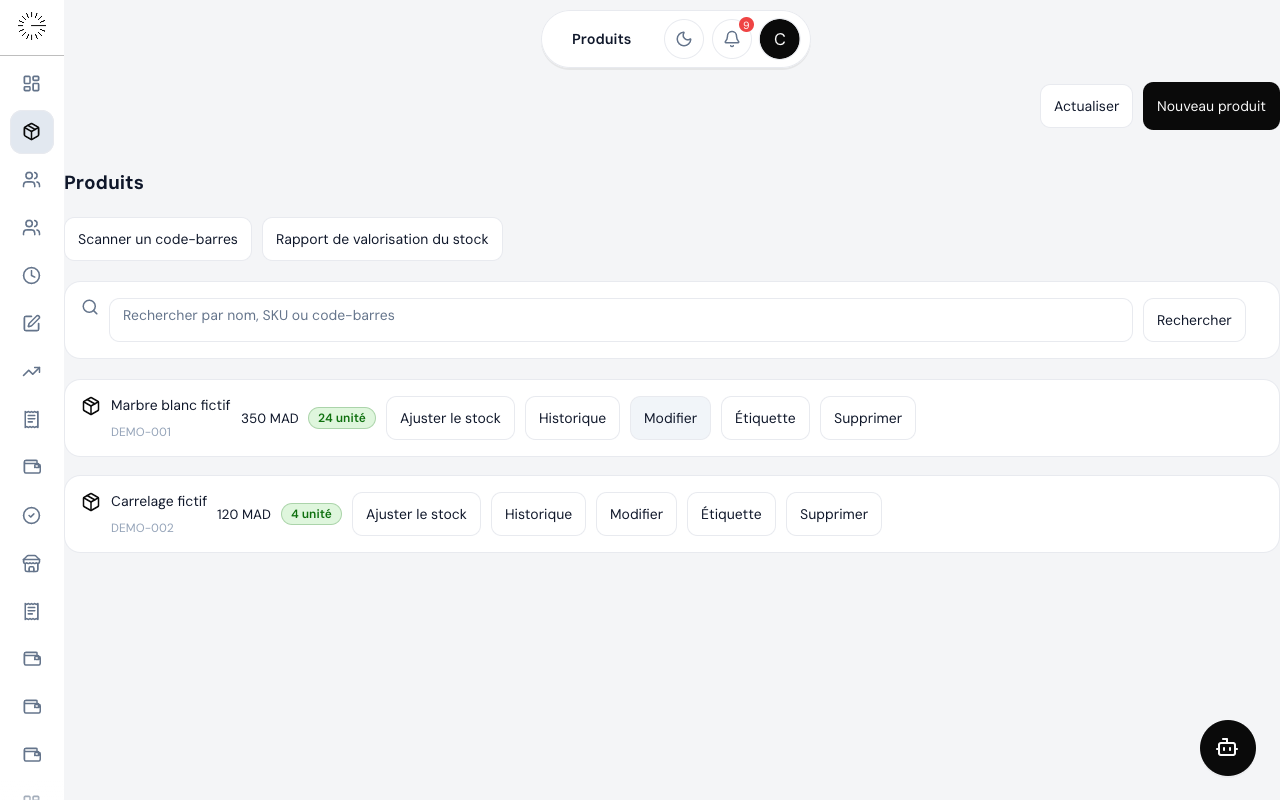 Produits
9
C
Actualiser
Nouveau produit
Produits
Scanner un code-barres
Rapport de valorisation du stock
Rechercher par nom, SKU ou code-barres
Rechercher
Marbre blanc fictif
DEMO-001
350 MAD
24 unité
Ajuster le stock
Historique
Modifier
Étiquette
Supprimer
Carrelage fictif
DEMO-002
120 MAD
4 unité
Ajuster le stock
Historique
Modifier
Étiquette
Supprimer